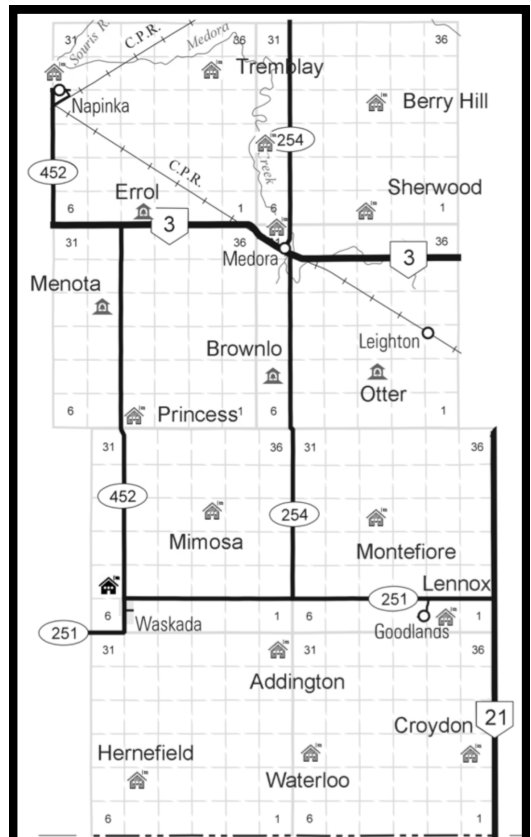 31
Souris R.
C.P.R.
Medora
36
31
36
Tremblay
Napinka
Berry Hill
254
Creek
452
C.P.R.
Errol
Sherwood
6
1
6
1
3
31
36
36
Medora
3
Menota
Leighton
Brownlo
Otter
6
Princess
1
6
1
31
36
31
36
452
254
Mimosa
Montefiore
Lennox
251
6
Waskada
1
6
Goodlands
1
251
31
31
36
Addington
21
Croydon
Hernefield
Waterloo
6
1
6